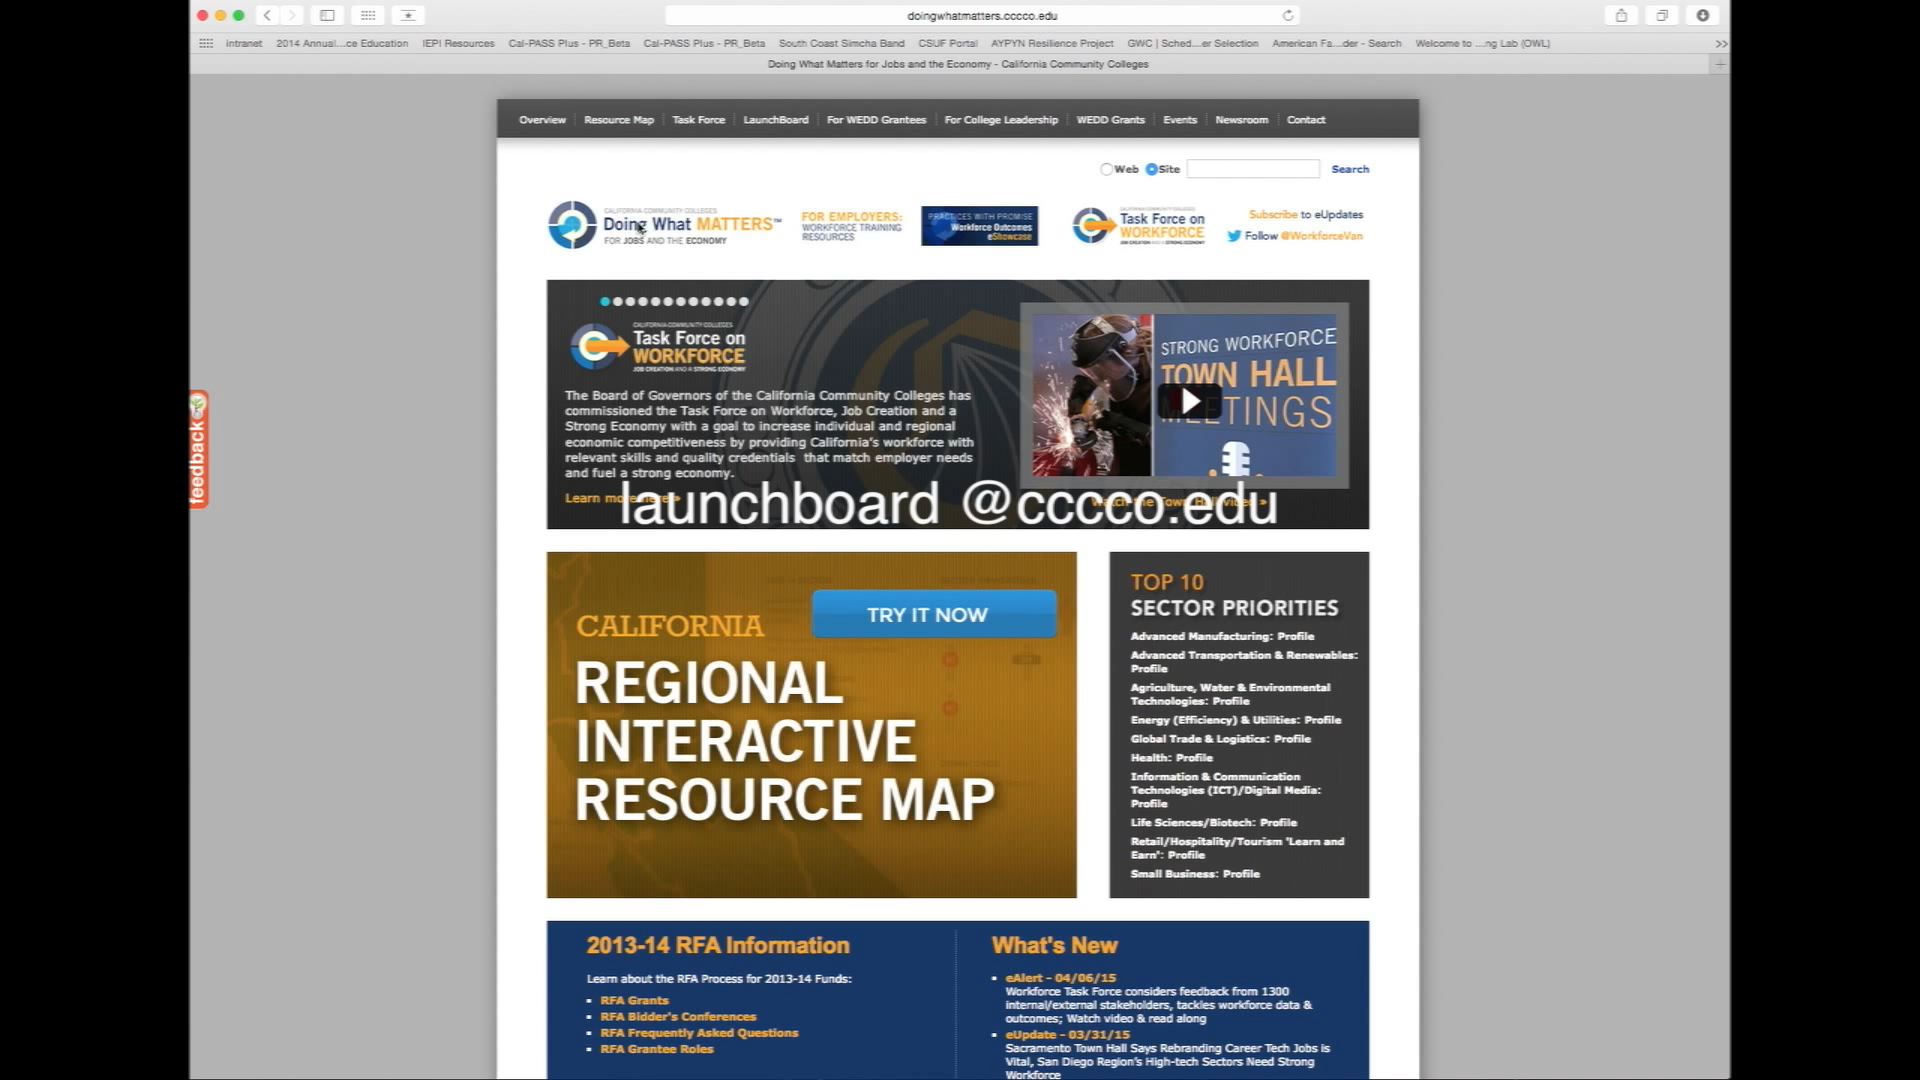 doingwhatmatters.cccco.edu
intranet 2014 Annual...ce Education IEPI Resources Cal-PASS Plus - PR_Beta Cal-PASS Plus - PR_Beta South Coast Simcha Band CSUF Portal AYPYN Resilience Project GWC | Sched...er Selection American Fa...der - Search Welcome to ...ng Lab (OWL)
Doing What Matters for Jobs and the Economy - California Community Colleges
Overview Resource Map Task Force LaunchBoard For WEDD Grantees For College Leadership WEDD Grants Events Newsroom Contact
Web Site Search
CALIFORNIA COMMUNITY COLLEGES
Doing What MATTERS™
FOR JOBS AND THE ECONOMY
FOR EMPLOYERS:
WORKFORCE TRAINING
RESOURCES
PRACTICES WITH PROMISE
Workforce Outcomes
eShowcase
CALIFORNIA COMMUNITY COLLEGES
Task Force on
WORKFORCE
JOB CREATION AND A STRONG ECONOMY
Subscribe to eUpdates
Follow @WorkforceVan
feedback
CALIFORNIA COMMUNITY COLLEGES
Task Force on
WORKFORCE
JOB CREATION AND A STRONG ECONOMY
The Board of Governors of the California Community Colleges has
commissioned the Task Force on Workforce, Job Creation and a
Strong Economy with a goal to increase individual and regional
economic competitiveness by providing California's workforce with
relevant skills and quality credentials that match employer needs
and fuel a strong economy.
Learn more here »
STRONG WORKFORCE
TOWN HALL
MEETINGS
Watch the Town Hall video »
launchboard @cccco.edu
CALIFORNIA
TRY IT NOW
REGIONAL
INTERACTIVE
RESOURCE MAP
TOP 10
SECTOR PRIORITIES
Advanced Manufacturing: Profile
Advanced Transportation & Renewables:
Profile
Agriculture, Water & Environmental
Technologies: Profile
Energy (Efficiency) & Utilities: Profile
Global Trade & Logistics: Profile
Health: Profile
Information & Communication
Technologies (ICT)/Digital Media:
Profile
Life Sciences/Biotech: Profile
Retail/Hospitality/Tourism 'Learn and
Earn': Profile
Small Business: Profile
2013-14 RFA Information
Learn about the RFA Process for 2013-14 Funds:
RFA Grants
RFA Bidder's Conferences
RFA Frequently Asked Questions
RFA Grantee Roles
What's New
eAlert - 04/06/15
Workforce Task Force considers feedback from 1300
internal/external stakeholders, tackles workforce data &
outcomes; Watch video & read along
eUpdate - 03/31/15
Sacramento Town Hall Says Rebranding Career Tech Jobs is
Vital, San Diego Region's High-tech Sectors Need Strong
Workforce